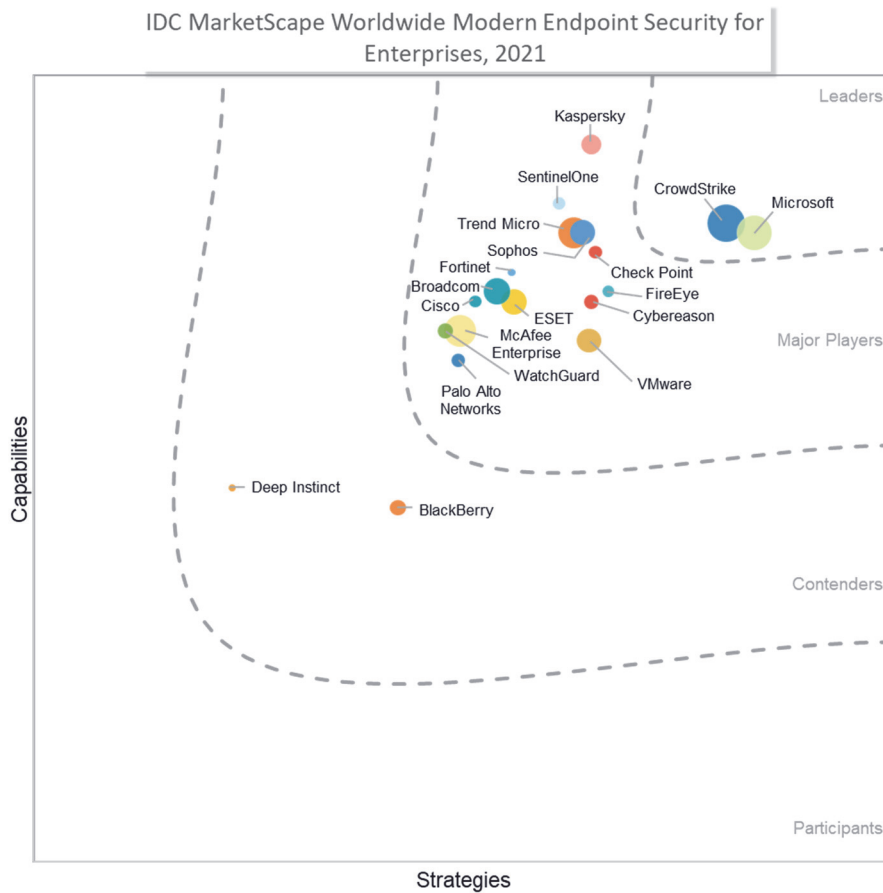 IDC MarketScape Worldwide Modern Endpoint Security for
Enterprises, 2021
Leaders
Kaspersky
SentinelOne
CrowdStrike
Microsoft
Trend Micro
Sophos
Check Point
Fortinet
Broadcom
FireEye
Cisco
ESET
Cybereason
McAfee
Enterprise
Major Players
WatchGuard
VMware
Palo Alto
Networks
Capabilities
Deep Instinct
BlackBerry
Contenders
Participants
Strategies